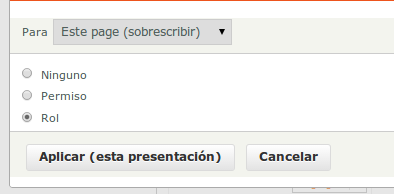 Para Este page (sobrescribir)
Ninguno
Permiso
Rol
Aplicar (esta presentación) Cancelar